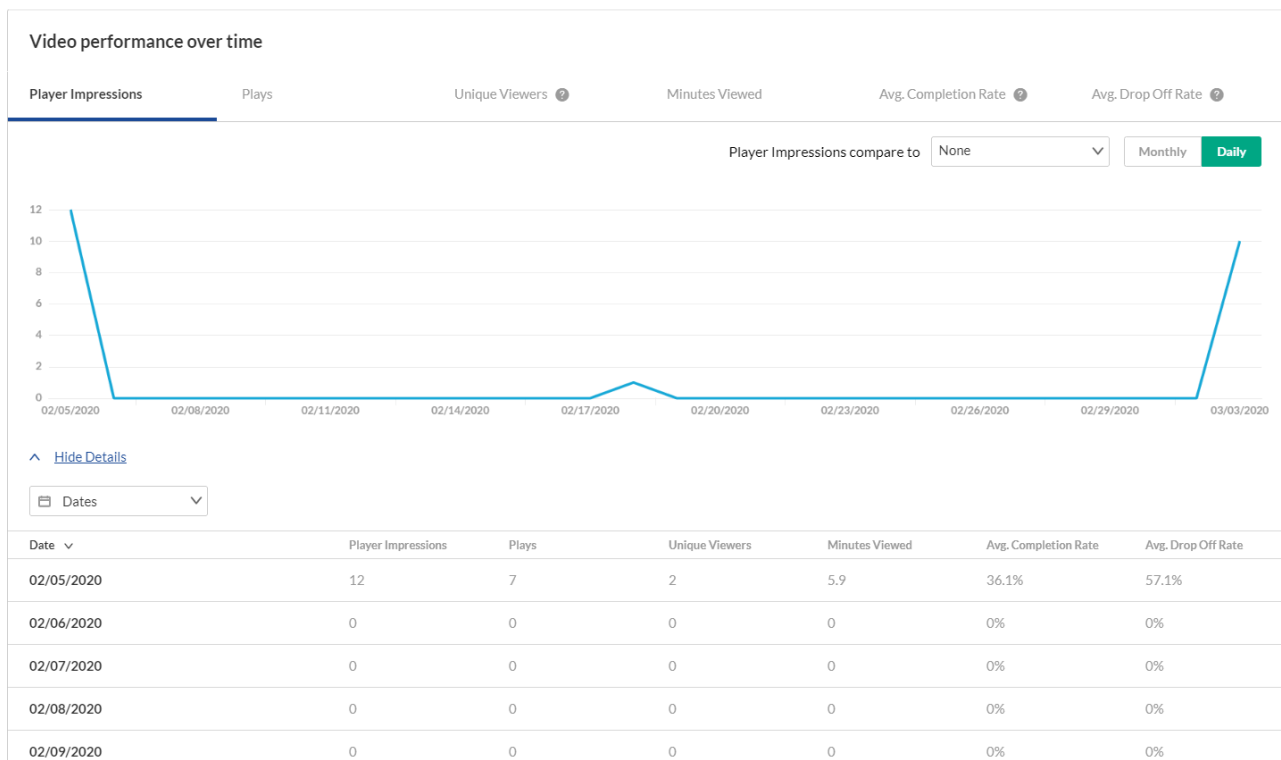 Video performance over time
Player Impressions Plays Unique Viewers ? Minutes Viewed Avg. Completion Rate ? Avg. Drop Off Rate ?
Player Impressions compare to None Monthly Daily
12
10
8
6
4
2
0
02/05/2020 02/08/2020 02/11/2020 02/14/2020 02/17/2020 02/20/2020 02/23/2020 02/26/2020 02/29/2020 03/03/2020
Hide Details
Dates
Date Player Impressions Plays Unique Viewers Minutes Viewed Avg. Completion Rate Avg. Drop Off Rate
02/05/2020 12 7 2 5.9 36.1% 57.1%
02/06/2020 0 0 0 0 0% 0%
02/07/2020 0 0 0 0 0% 0%
02/08/2020 0 0 0 0 0% 0%
02/09/2020 0 0 0 0 0% 0%